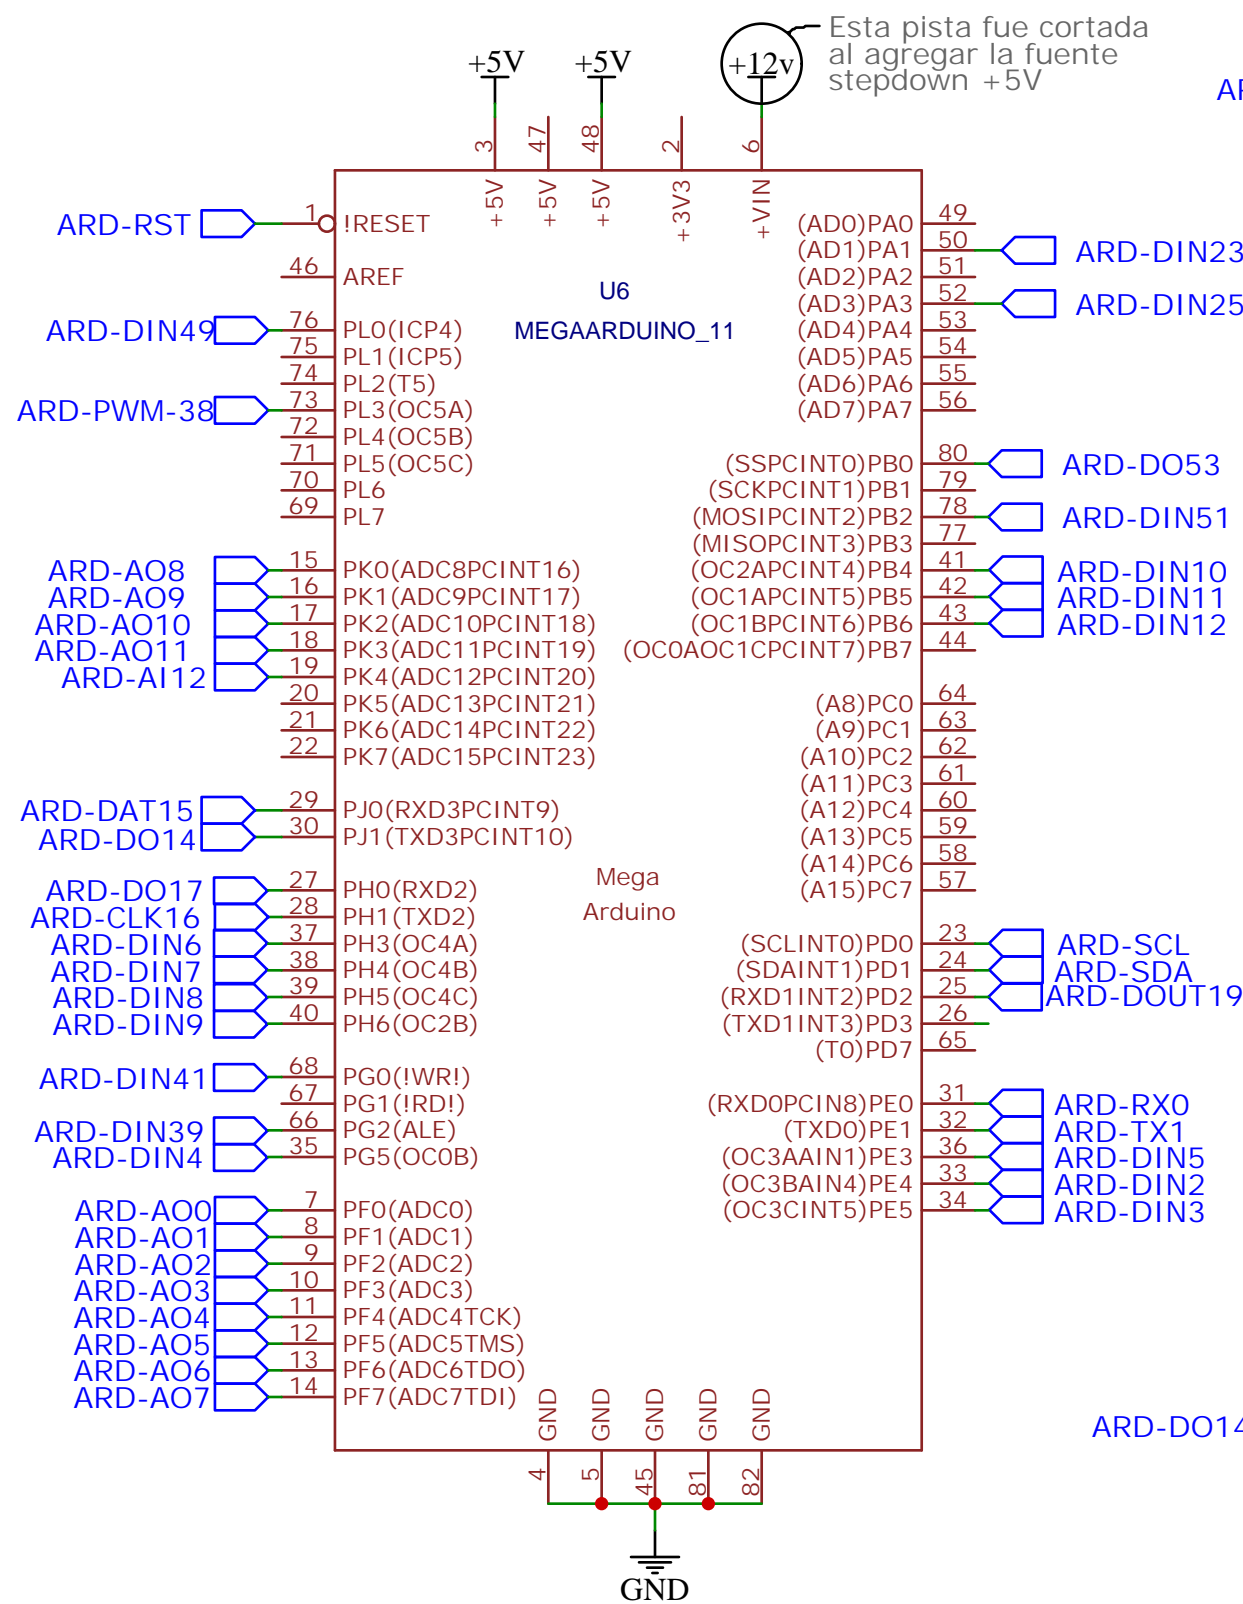 Esta pista fue cortada
al agregar la fuente
stepdown +5V
+5V
+5V
+12v
3
47
48
2
6
+5V
+5V
+5V
+3V3
+VIN
U6
MEGAARDUINO_11
Mega
Arduino
ARD-RST 1 !RESET
46 AREF
ARD-DIN49 76 PL0(ICP4)
75 PL1(ICP5)
74 PL2(T5)
ARD-PWM-38 73 PL3(OC5A)
72 PL4(OC5B)
71 PL5(OC5C)
70 PL6
69 PL7
ARD-AO8 15 PK0(ADC8PCINT16)
ARD-AO9 16 PK1(ADC9PCINT17)
ARD-AO10 17 PK2(ADC10PCINT18)
ARD-AO11 18 PK3(ADC11PCINT19)
ARD-AI12 19 PK4(ADC12PCINT20)
20 PK5(ADC13PCINT21)
21 PK6(ADC14PCINT22)
22 PK7(ADC15PCINT23)
ARD-DAT15 29 PJ0(RXD3PCINT9)
ARD-DO14 30 PJ1(TXD3PCINT10)
ARD-DO17 27 PH0(RXD2)
ARD-CLK16 28 PH1(TXD2)
ARD-DIN6 37 PH3(OC4A)
ARD-DIN7 38 PH4(OC4B)
ARD-DIN8 39 PH5(OC4C)
ARD-DIN9 40 PH6(OC2B)
ARD-DIN41 68 PG0(!WR!)
67 PG1(!RD!)
ARD-DIN39 66 PG2(ALE)
ARD-DIN4 35 PG5(OC0B)
ARD-AO0 7 PF0(ADC0)
ARD-AO1 8 PF1(ADC1)
ARD-AO2 9 PF2(ADC2)
ARD-AO3 10 PF3(ADC3)
ARD-AO4 11 PF4(ADC4TCK)
ARD-AO5 12 PF5(ADC5TMS)
ARD-AO6 13 PF6(ADC6TDO)
ARD-AO7 14 PF7(ADC7TDI)
(AD0)PA0 49
(AD1)PA1 50 ARD-DIN23
(AD2)PA2 51
(AD3)PA3 52 ARD-DIN25
(AD4)PA4 53
(AD5)PA5 54
(AD6)PA6 55
(AD7)PA7 56
(SSPCINT0)PB0 80 ARD-DO53
(SCKPCINT1)PB1 79
(MOSIPCINT2)PB2 78 ARD-DIN51
(MISOPCINT3)PB3 77
(OC2APCINT4)PB4 41 ARD-DIN10
(OC1APCINT5)PB5 42 ARD-DIN11
(OC1BPCINT6)PB6 43 ARD-DIN12
(OC0AOC1CPCINT7)PB7 44
(A8)PC0 64
(A9)PC1 63
(A10)PC2 62
(A11)PC3 61
(A12)PC4 60
(A13)PC5 59
(A14)PC6 58
(A15)PC7 57
(SCLINT0)PD0 23 ARD-SCL
(SDAINT1)PD1 24 ARD-SDA
(RXD1INT2)PD2 25 ARD-DOUT19
(TXD1INT3)PD3 26
(T0)PD7 65
(RXD0PCIN8)PE0 31 ARD-RX0
(TXD0)PE1 32 ARD-TX1
(OC3AAIN1)PE3 36 ARD-DIN5
(OC3BAIN4)PE4 33 ARD-DIN2
(OC3CINT5)PE5 34 ARD-DIN3
ARD-DO14
GND
GND
GND
GND
GND
4
5
45
81
82
GND